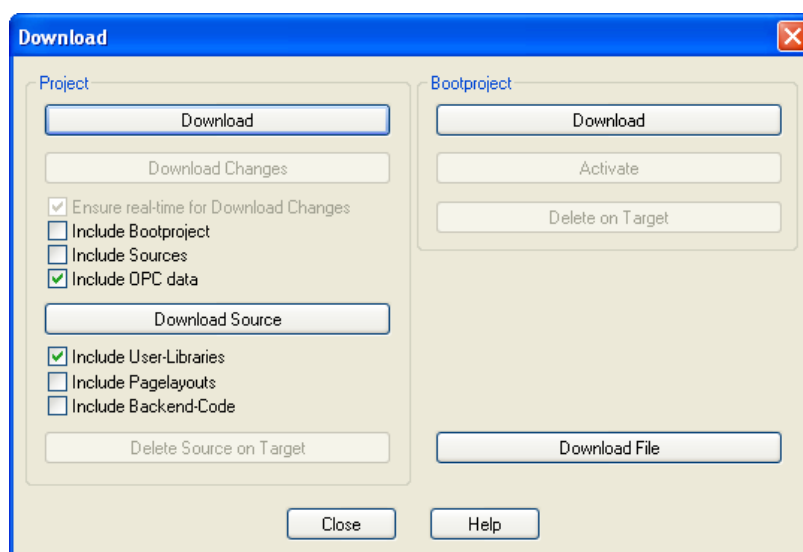 Download
Project
Download
Download Changes
Ensure real-time for Download Changes
Include Bootproject
Include Sources
Include OPC data
Download Source
Include User-Libraries
Include Pagelayouts
Include Backend-Code
Delete Source on Target
Bootproject
Download
Activate
Delete on Target
Download File
Close
Help